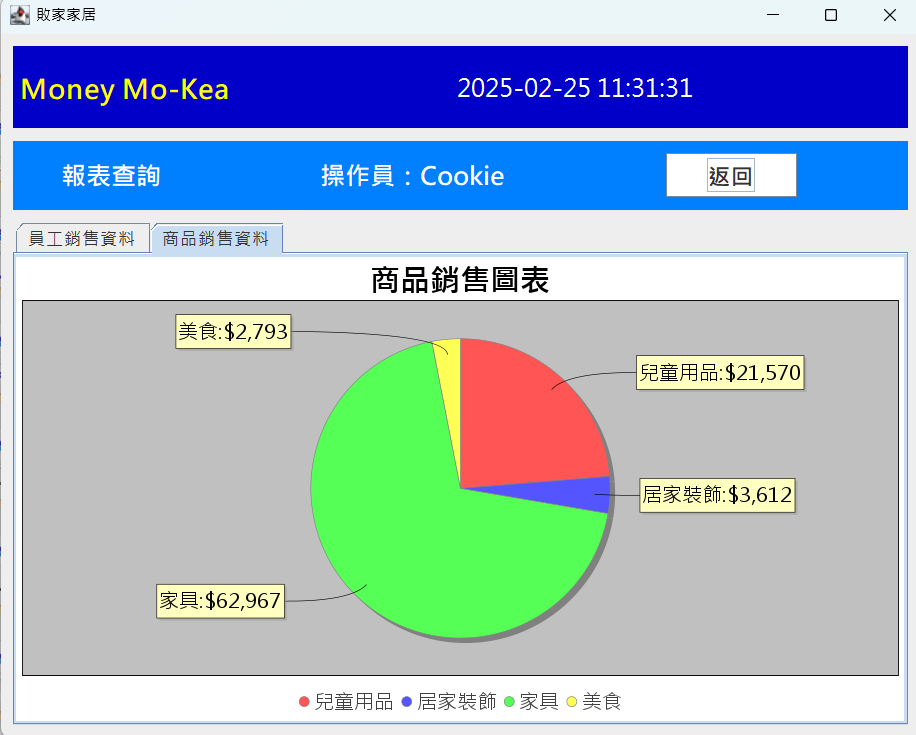 敗家家居
Money Mo-Kea 2025-02-25 11:31:31
報表查詢 操作員：Cookie 返回
員工銷售資料 商品銷售資料
商品銷售圖表
美食:$2,793
兒童用品:$21,570
居家裝飾:$3,612
家具:$62,967
兒童用品 居家裝飾 家具 美食